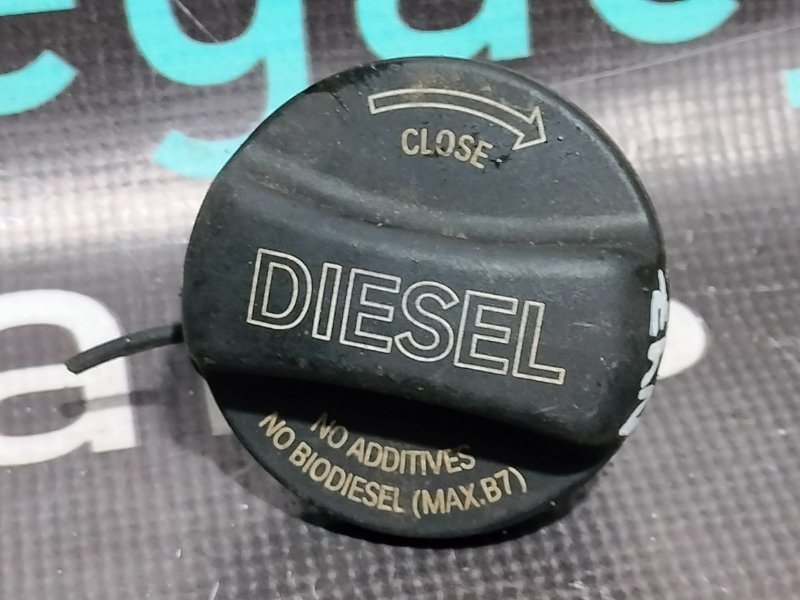 CLOSE
DIESEL
NO ADDITIVES
NO BIODIESEL (MAX.B7)